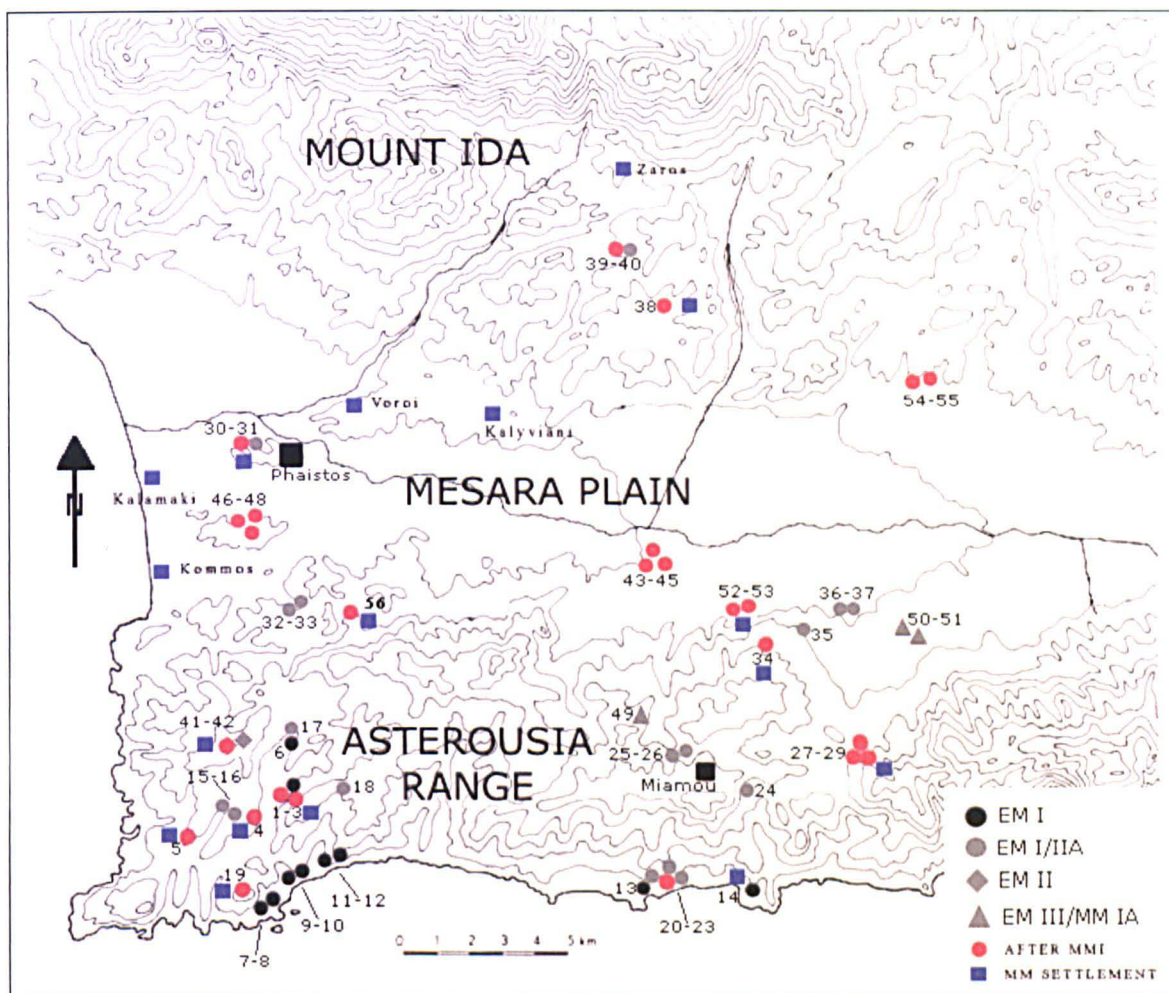 MOUNT IDA
Zaros
39-40
38
54-55
Voroi
Kalyviani
30-31
Phaistos
Kalamaki
MESARA PLAIN
46-48
N
Kommos
43-45
52-53
36-37
56
32-33
35
50-51
34
49
41-42
17
6
ASTEROUSIA
RANGE
25-26
27-29
Miamou
15-16
18
24
1-3
4
5
19
13
14
11-12
20-23
9-10
7-8
0 1 2 3 4 5 km
EM I
EM I/IIA
EM II
EM III/MM IA
AFTER MMI
MM SETTLEMENT